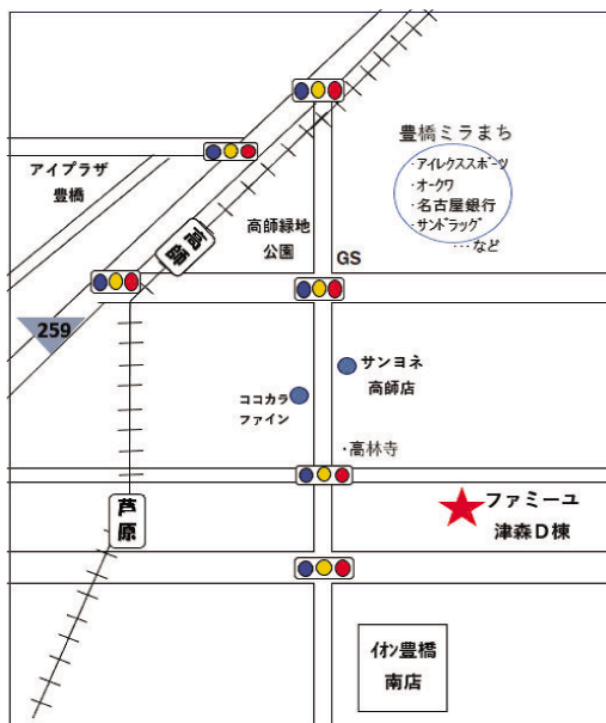 豊橋ミラまち
・アイレクススポーツ
・オークワ
・名古屋銀行
・サンドラッグ
…など
アイプラザ
豊橋
高師
高師緑地
公園
GS
259
サンヨネ
高師店
ココカラ
ファイン
・高林寺
芦原
ファミーユ
津森D棟
イオン豊橋
南店